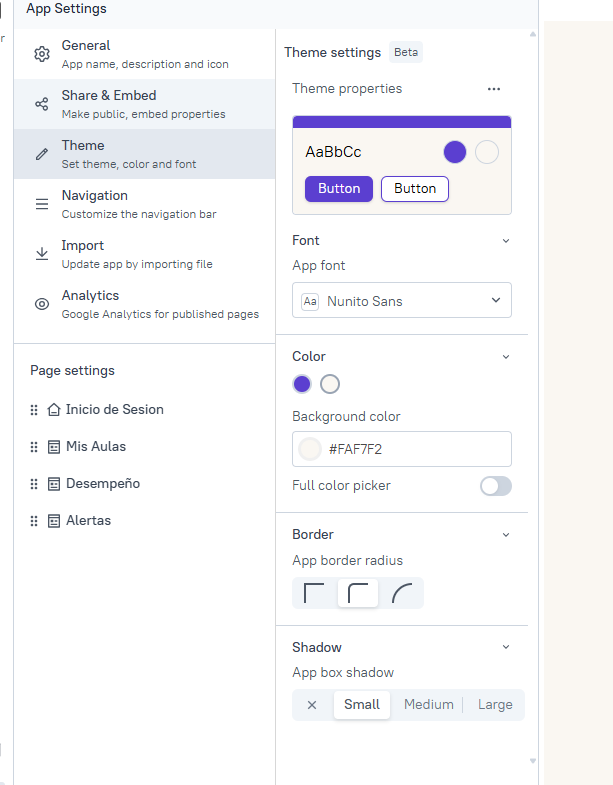 App Settings
r
General
App name, description and icon
Share & Embed
Make public, embed properties
Theme
Set theme, color and font
Navigation
Customize the navigation bar
Import
Update app by importing file
Analytics
Google Analytics for published pages
Page settings
Inicio de Sesion
Mis Aulas
Desempeño
Alertas
Theme settings Beta
Theme properties
AaBbCc
Button Button
Font
App font
Aa Nunito Sans
Color
Background color
#FAF7F2
Full color picker
Border
App border radius
Shadow
App box shadow
Small Medium Large